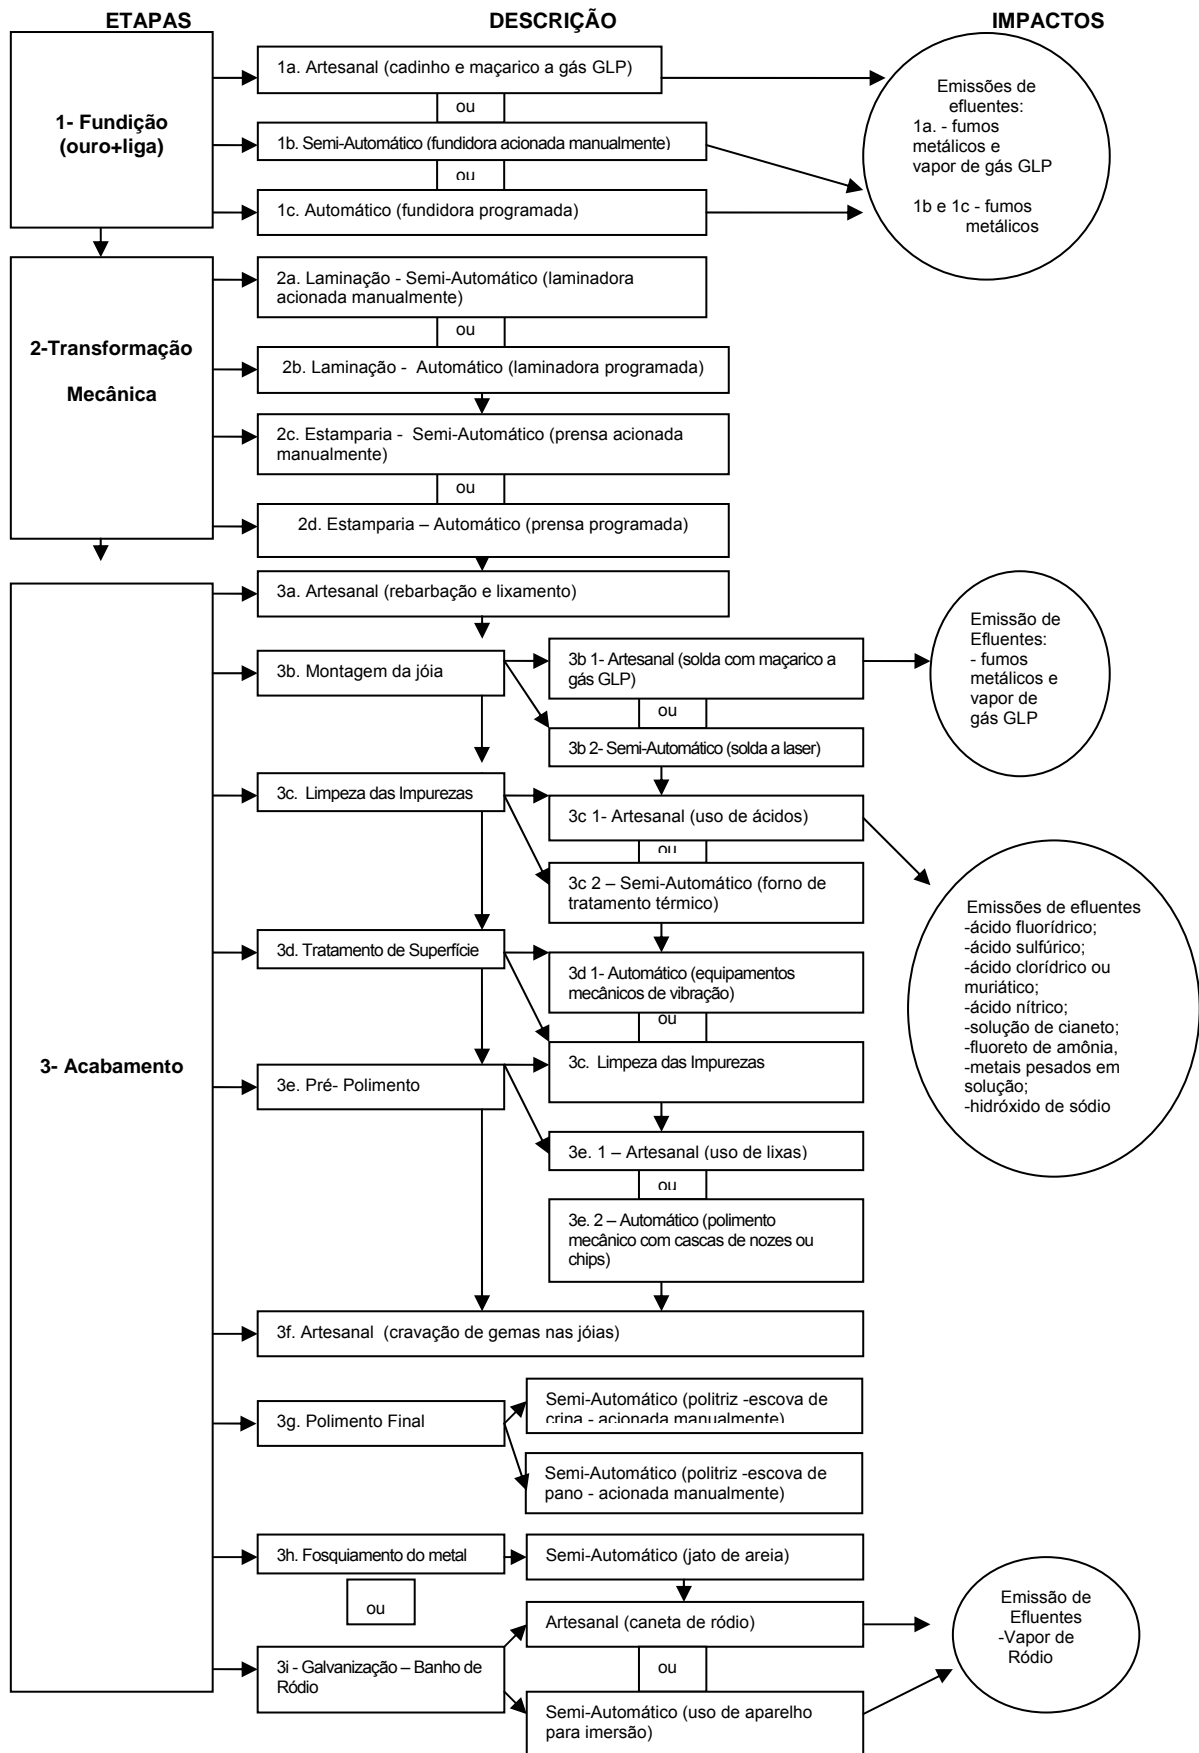 ETAPAS
DESCRIÇÃO
IMPACTOS
1- Fundição
(ouro+liga)
1a. Artesanal (cadinho e maçarico a gás GLP)
ou
1b. Semi-Automático (fundidora acionada manualmente)
ou
1c. Automático (fundidora programada)
Emissões de
efluentes:
1a. - fumos
metálicos e
vapor de gás GLP
1b e 1c - fumos
metálicos
2-Transformação
Mecânica
2a. Laminação - Semi-Automático (laminadora
acionada manualmente)
ou
2b. Laminação - Automático (laminadora programada)
2c. Estamparia - Semi-Automático (prensa acionada
manualmente)
ou
2d. Estamparia – Automático (prensa programada)
3- Acabamento
3a. Artesanal (rebarbação e lixamento)
3b. Montagem da jóia
3b 1- Artesanal (solda com maçarico a
gás GLP)
ou
3b 2- Semi-Automático (solda a laser)
Emissão de
Efluentes:
- fumos
metálicos e
vapor de
gás GLP
3c. Limpeza das Impurezas
3c 1- Artesanal (uso de ácidos)
ou
3c 2 – Semi-Automático (forno de
tratamento térmico)
Emissões de efluentes
-ácido fluorídrico;
-ácido sulfúrico;
-ácido clorídrico ou
muriático;
-ácido nítrico;
-solução de cianeto;
-fluoreto de amônia,
-metais pesados em
solução;
-hidróxido de sódio
3d. Tratamento de Superfície
3d 1- Automático (equipamentos
mecânicos de vibração)
ou
3c. Limpeza das Impurezas
3e. Pré- Polimento
3e. 1 – Artesanal (uso de lixas)
ou
3e. 2 – Automático (polimento
mecânico com cascas de nozes ou
chips)
3f. Artesanal (cravação de gemas nas jóias)
3g. Polimento Final
Semi-Automático (politriz -escova de
crina - acionada manualmente)
Semi-Automático (politriz -escova de
pano - acionada manualmente)
3h. Fosquiamento do metal
Semi-Automático (jato de areia)
ou
3i - Galvanização – Banho de
Ródio
Artesanal (caneta de ródio)
ou
Semi-Automático (uso de aparelho
para imersão)
Emissão de
Efluentes
-Vapor de
Ródio